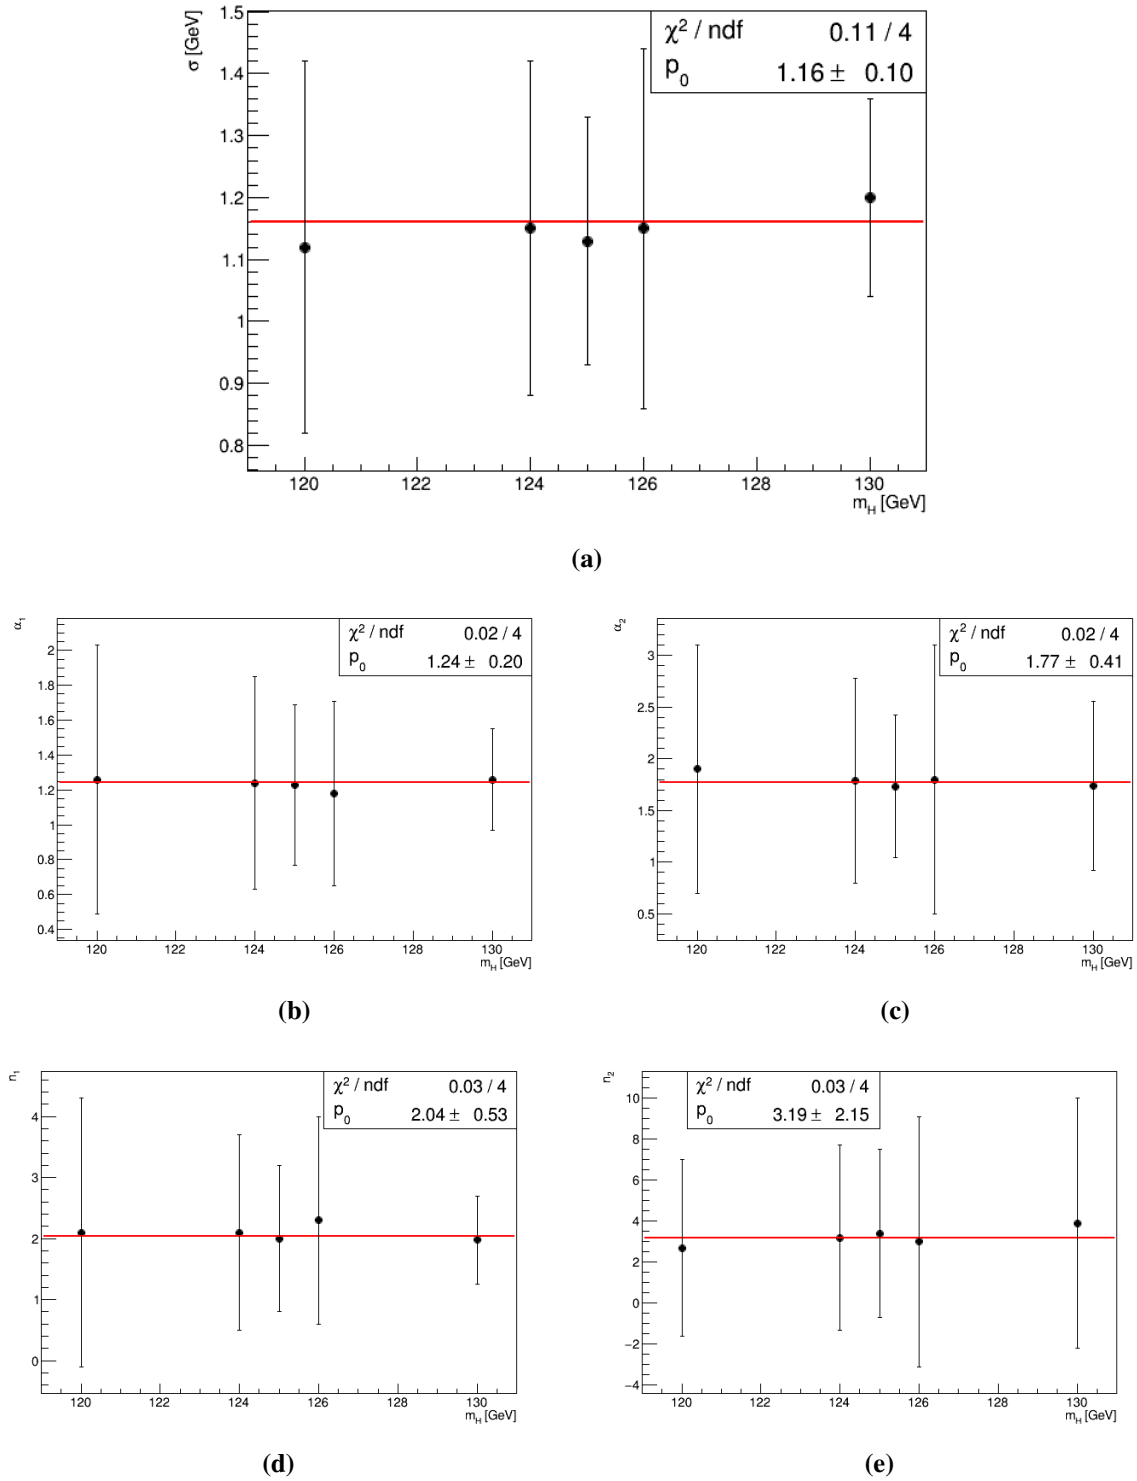 σ [GeV]
1.5
1.4
1.3
1.2
1.1
1
0.9
0.8
χ² / ndf 0.11 / 4
p₀ 1.16 ± 0.10
120 122 124 126 128 130
m_H [GeV]
(a)
α₁
2
1.8
1.6
1.4
1.2
1
0.8
0.6
0.4
χ² / ndf 0.02 / 4
p₀ 1.24 ± 0.20
120 122 124 126 128 130
m_H [GeV]
(b)
α₂
3
2.5
2
1.5
1
0.5
χ² / ndf 0.02 / 4
p₀ 1.77 ± 0.41
120 122 124 126 128 130
m_H [GeV]
(c)
n₁
4
3
2
1
0
χ² / ndf 0.03 / 4
p₀ 2.04 ± 0.53
120 122 124 126 128 130
m_H [GeV]
(d)
n₂
10
8
6
4
2
0
−2
−4
χ² / ndf 0.03 / 4
p₀ 3.19 ± 2.15
120 122 124 126 128 130
m_H [GeV]
(e)